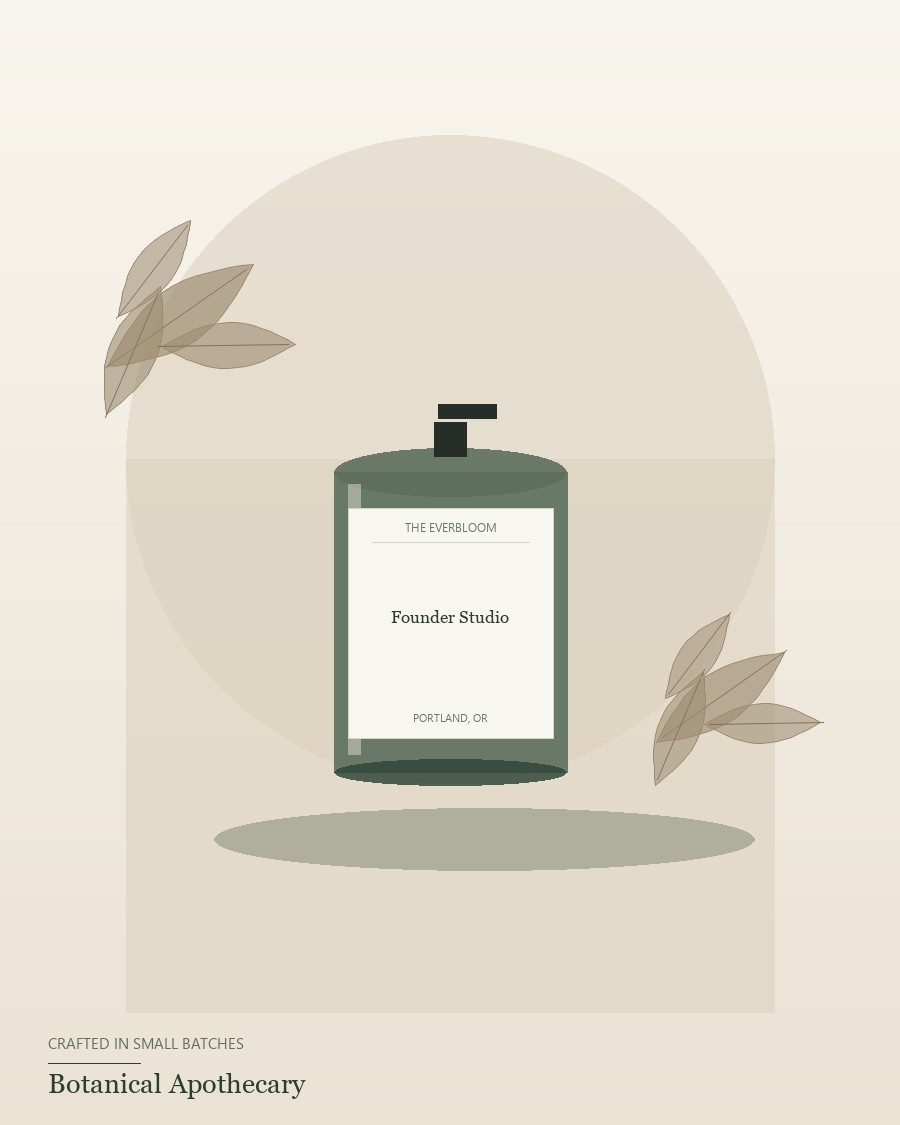 THE EVERBLOOM
Founder Studio
PORTLAND, OR
CRAFTED IN SMALL BATCHES
Botanical Apothecary